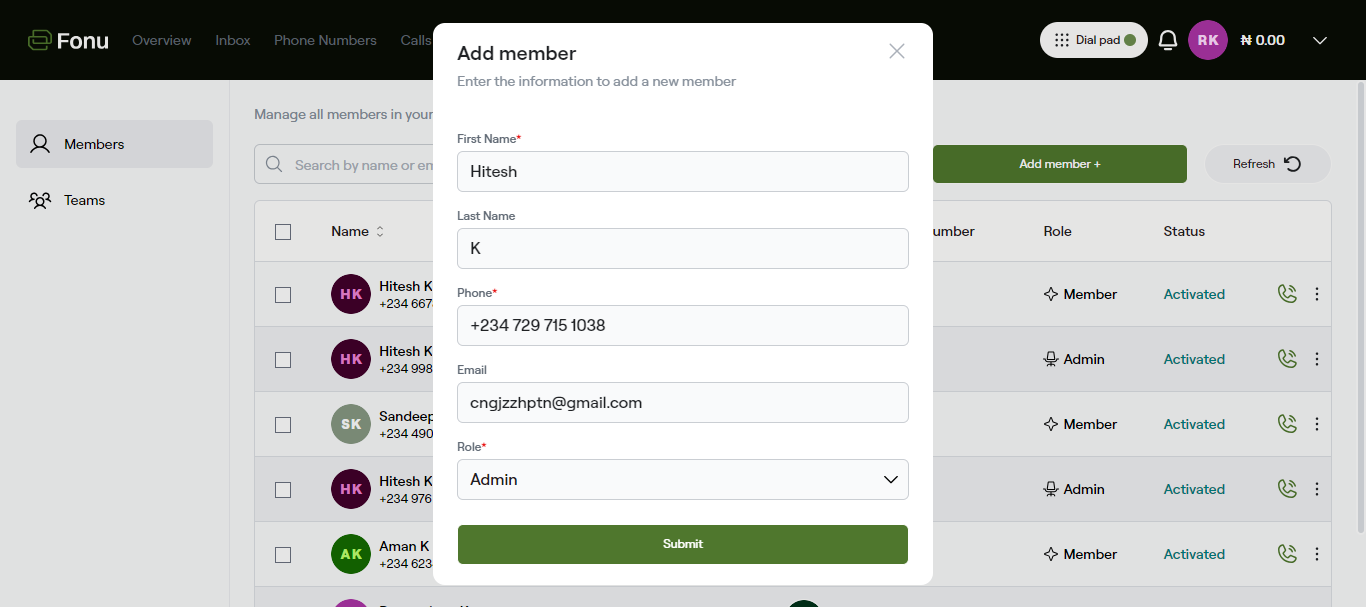 Fonu
Overview
Inbox
Phone Numbers
Calls
Dial pad
RK
₦ 0.00
Members
Teams
Manage all members in your
Search by name or em
Add member +
Refresh
Name
umber
Role
Status
HK
Hitesh K
+234 667
Member
Activated
HK
Hitesh K
+234 998
Admin
Activated
SK
Sandeep
+234 490
Member
Activated
HK
Hitesh K
+234 976
Admin
Activated
AK
Aman K
+234 623
Member
Activated
Add member
Enter the information to add a new member
First Name*
Hitesh
Last Name
K
Phone*
+234 729 715 1038
Email
cngjzzhptn@gmail.com
Role*
Admin
Submit